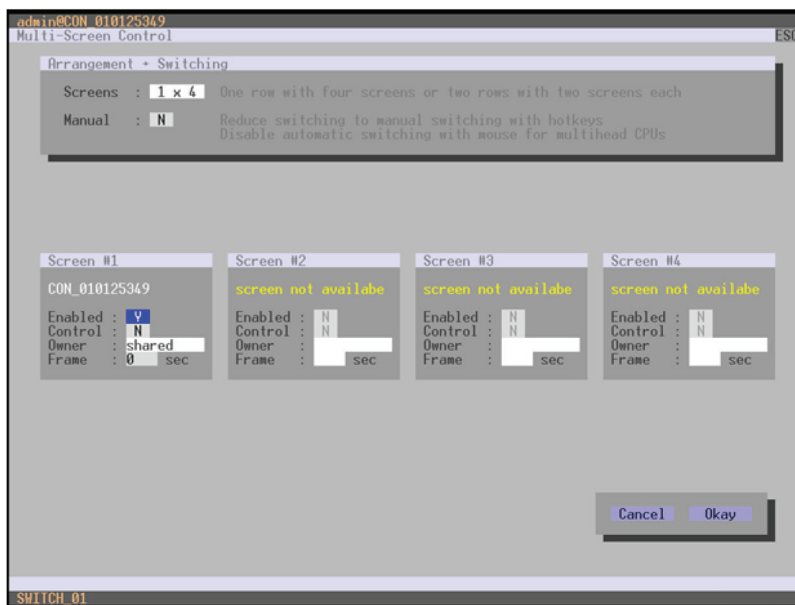 admin@CON_010125349
Multi-Screen Control ESC
Arrangement + Switching
Screens : 1 x 4 One row with four screens or two rows with two screens each
Manual : N Reduce switching to manual switching with hotkeys
Disable automatic switching with mouse for multihead CPUs
Screen #1
CON_010125349
Enabled : Y
Control : N
Owner : shared
Frame : 0 sec
Screen #2
screen not availabe
Enabled : N
Control : N
Owner :
Frame : sec
Screen #3
screen not availabe
Enabled : N
Control : N
Owner :
Frame : sec
Screen #4
screen not availabe
Enabled : N
Control : N
Owner :
Frame : sec
Cancel Okay
SWITCH_01